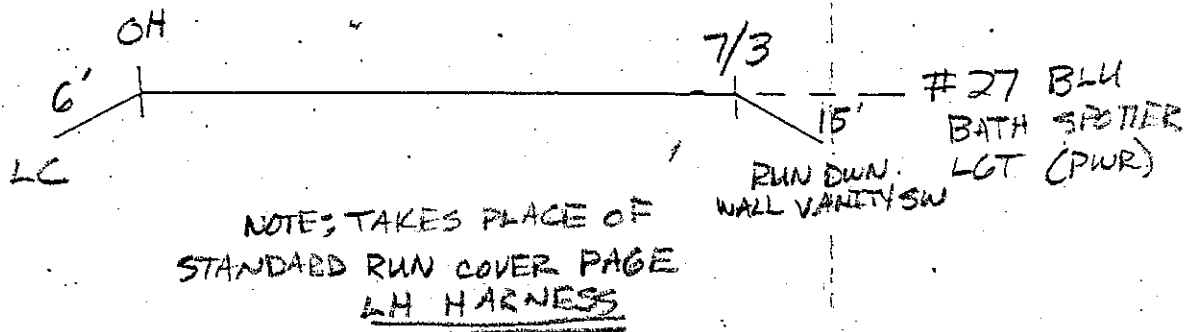 OH
6'
LC
7/3
15'
RUN DWN.
WALL VANITY SW
#27 BLU
BATH SPOTTER
LGT (PWR)
NOTE: TAKES PLACE OF
STANDARD RUN COVER PAGE
LH HARNESS